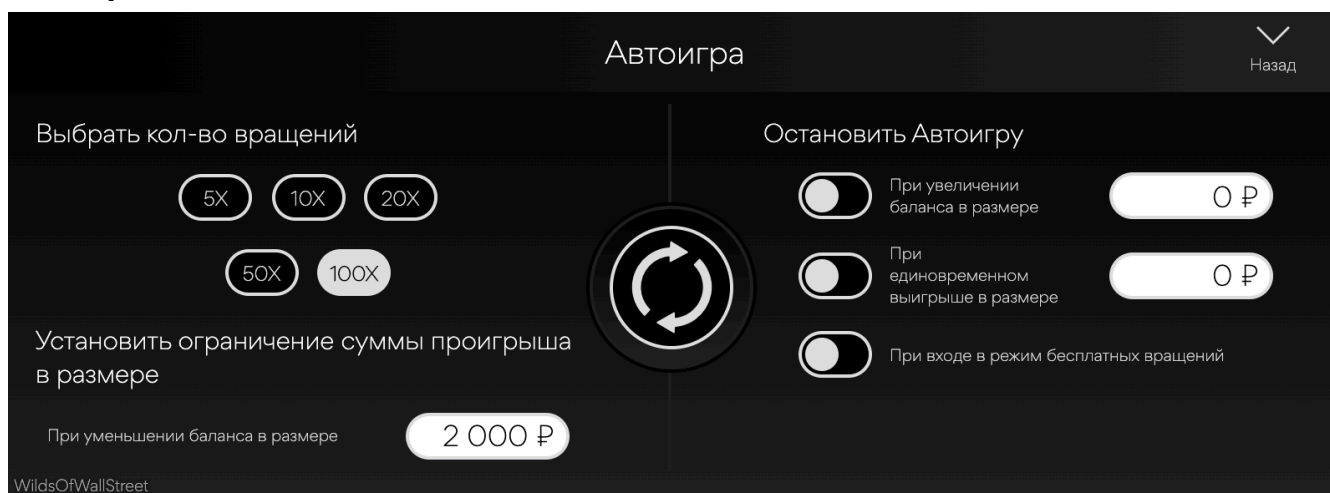 Автоигра
Назад
Выбрать кол-во вращений
5X 10X 20X
50X 100X
Установить ограничение суммы проигрыша
в размере
При уменьшении баланса в размере 2 000 ₽
Остановить Автоигру
При увеличении
баланса в размере
0 ₽
При
единовременном
выигрыше в размере
0 ₽
При входе в режим бесплатных вращений
WildsOfWallStreet